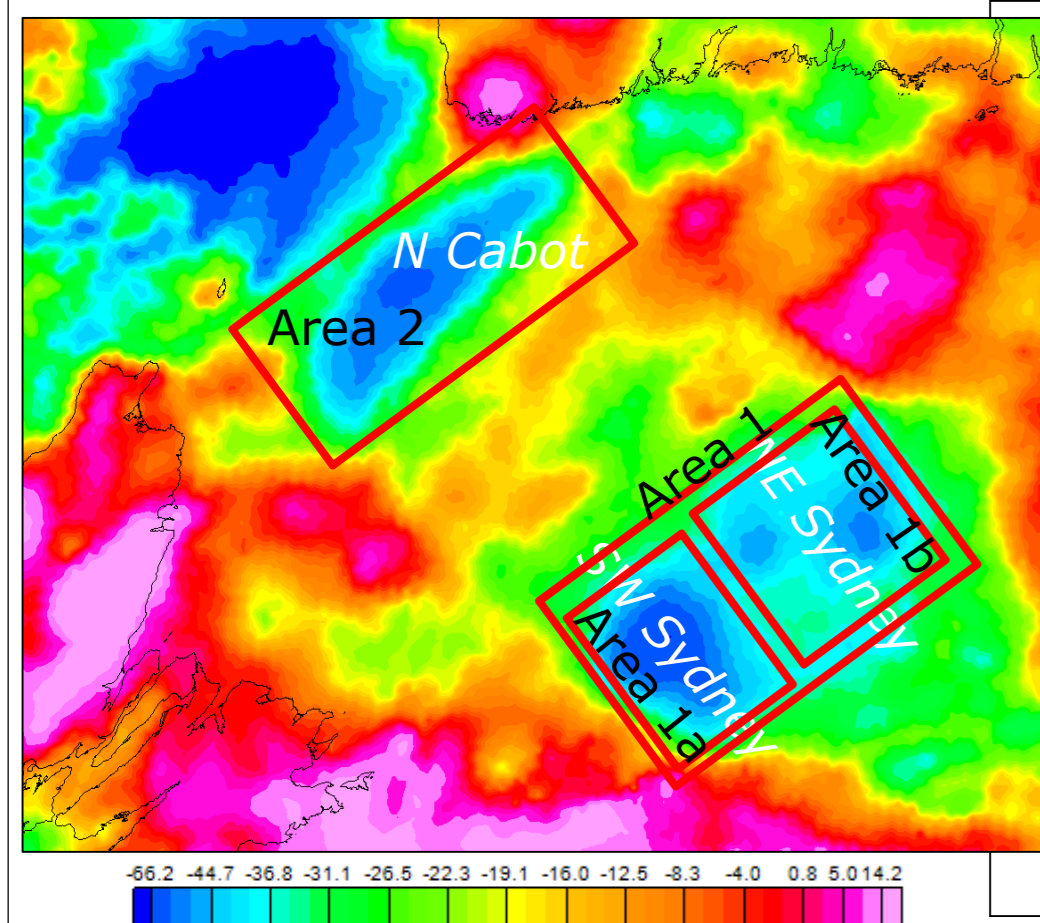 N Cabot
Area 2
Area 1
NE Sydney
Area 1b
SW Sydney
Area 1a
-66.2 -44.7 -36.8 -31.1 -26.5 -22.3 -19.1 -16.0 -12.5 -8.3 -4.0 0.8 5.0 14.2